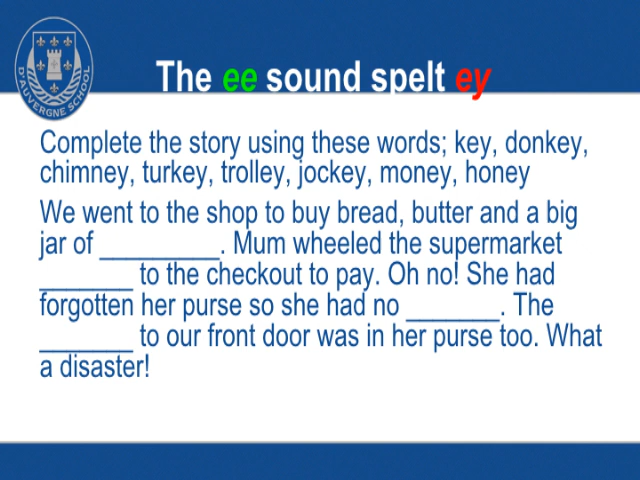 D'AUVERGNE SCHOOL
The ee sound spelt ey
Complete the story using these words; key, donkey,
chimney, turkey, trolley, jockey, money, honey
We went to the shop to buy bread, butter and a big
jar of _________. Mum wheeled the supermarket
_______ to the checkout to pay. Oh no! She had
forgotten her purse so she had no _______. The
_______ to our front door was in her purse too. What
a disaster!